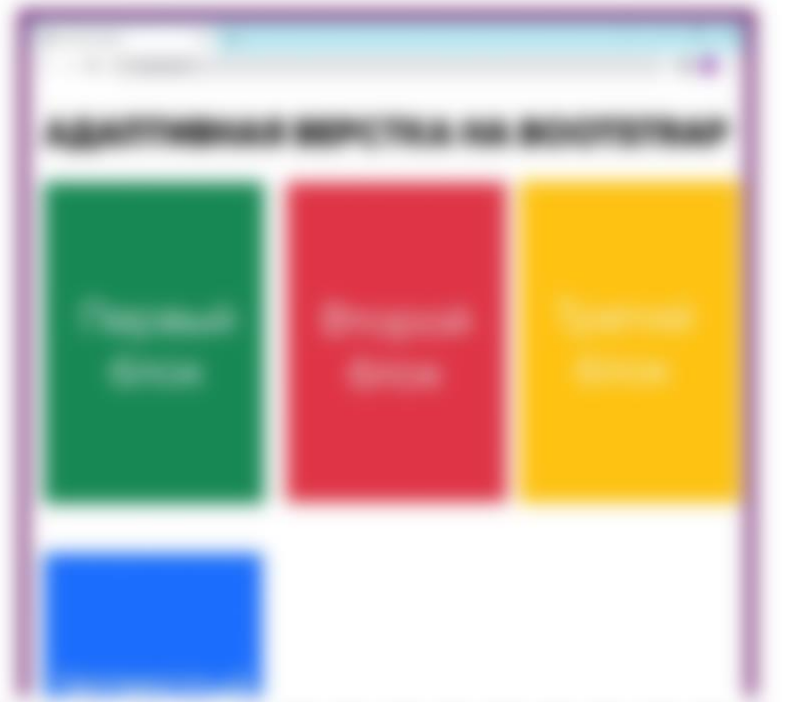 АДАПТИВНАЯ ВЕРСТКА НА BOOTSTRAP
Первый
блок
Второй
блок
Третий
блок